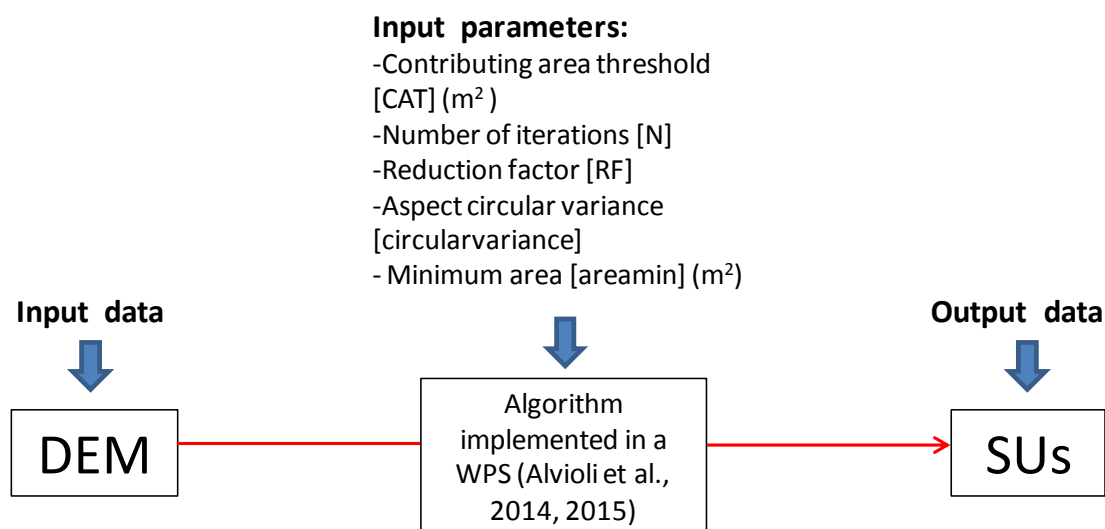 Input parameters:
-Contributing area threshold
[CAT] (m²)
-Number of iterations [N]
-Reduction factor [RF]
-Aspect circular variance
[circularvariance]
- Minimum area [areamin] (m²)
Input data
Output data
DEM
Algorithm
implemented in a
WPS (Alvioli et al.,
2014, 2015)
SUs